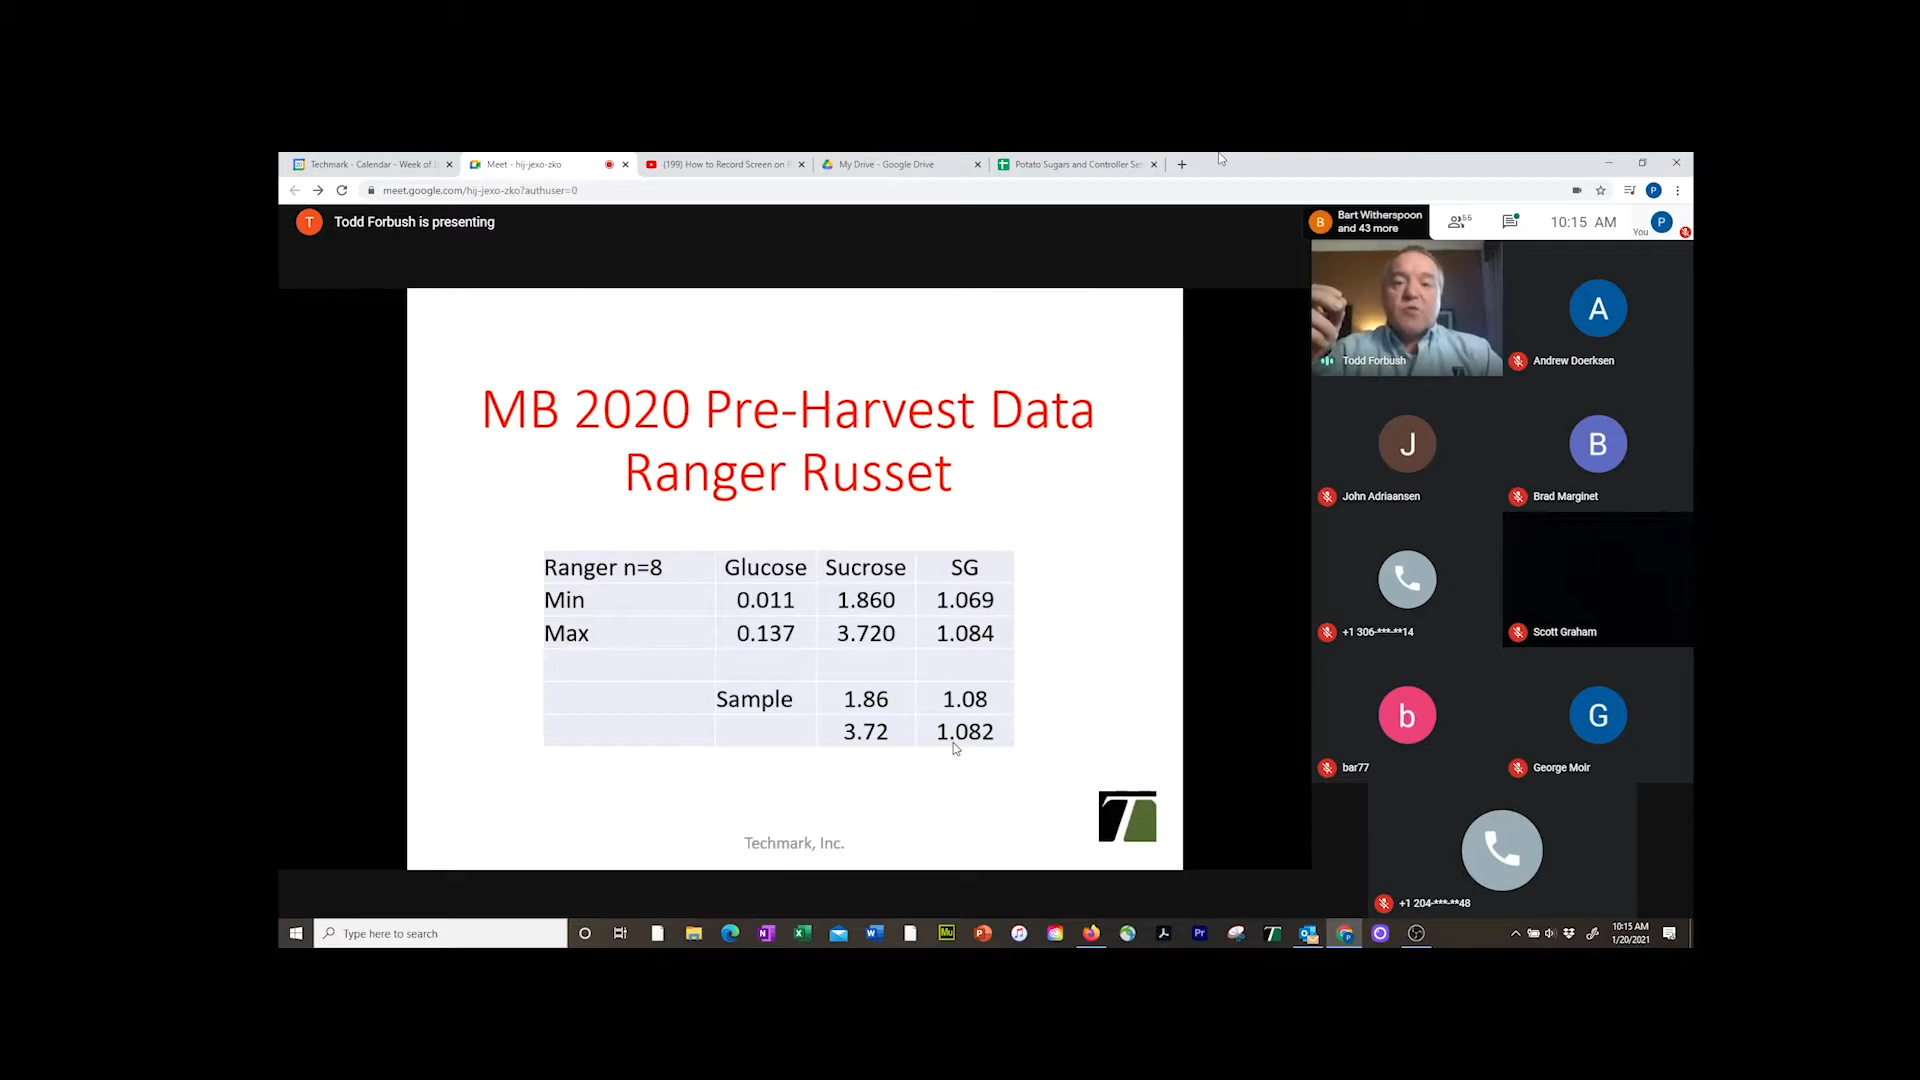 Techmark - Calendar - Week of J
Meet - hij-jexo-zko
(199) How to Record Screen on P
My Drive - Google Drive
Potato Sugars and Controller Set
meet.google.com/hij-jexo-zko?authuser=0
P
T
Todd Forbush is presenting
B
Bart Witherspoon
and 43 more
55
10:15 AM
You
P
MB 2020 Pre-Harvest Data
Ranger Russet
Ranger n=8 Glucose Sucrose SG
Min 0.011 1.860 1.069
Max 0.137 3.720 1.084
Sample 1.86 1.08
3.72 1.082
Techmark, Inc.
T
Todd Forbush
A
Andrew Doerksen
J
John Adriaansen
B
Brad Marginet
+1 306-***-**14
Scott Graham
b
bar77
G
George Moir
+1 204-***-**48
Type here to search
Mu
Pr
10:15 AM
1/20/2021